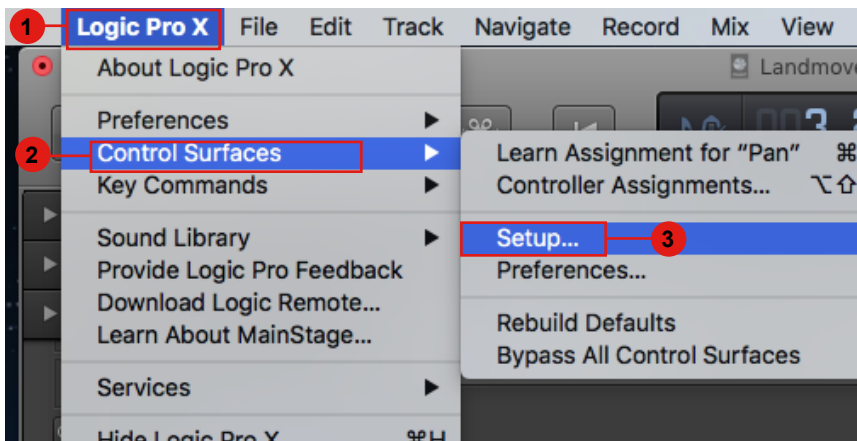 1 Logic Pro X File Edit Track Navigate Record Mix View
About Logic Pro X
Landmove
Preferences
2 Control Surfaces
Key Commands
Sound Library
Provide Logic Pro Feedback
Download Logic Remote...
Learn About MainStage...
Services
Hide Logic Pro X ⌘H
Learn Assignment for “Pan” ⌘
Controller Assignments... ⌥⇧
Setup... 3
Preferences...
Rebuild Defaults
Bypass All Control Surfaces